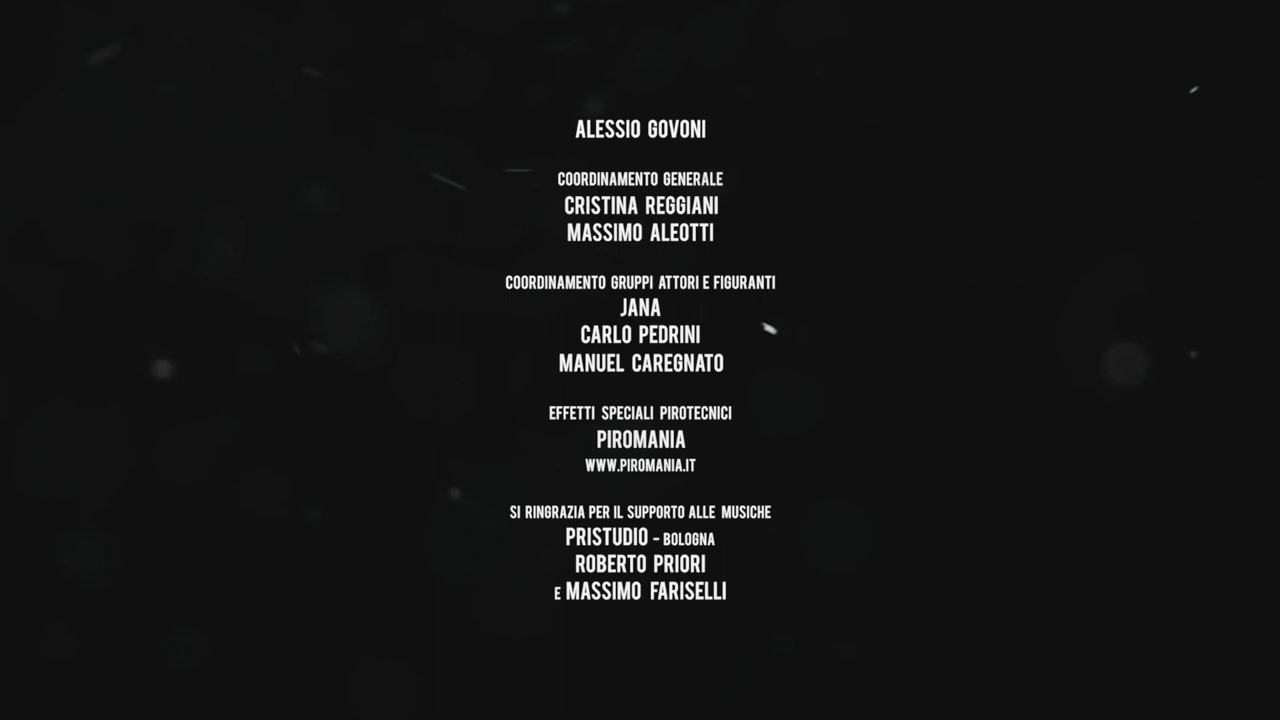 ALESSIO GOVONI
COORDINAMENTO GENERALE
CRISTINA REGGIANI
MASSIMO ALEOTTI
COORDINAMENTO GRUPPI ATTORI E FIGURANTI
JANA
CARLO PEDRINI
MANUEL CAREGNATO
EFFETTI SPECIALI PIROTECNICI
PIROMANIA
WWW.PIROMANIA.IT
SI RINGRAZIA PER IL SUPPORTO ALLE MUSICHE
PRISTUDIO - BOLOGNA
ROBERTO PRIORI
E MASSIMO FARISELLI